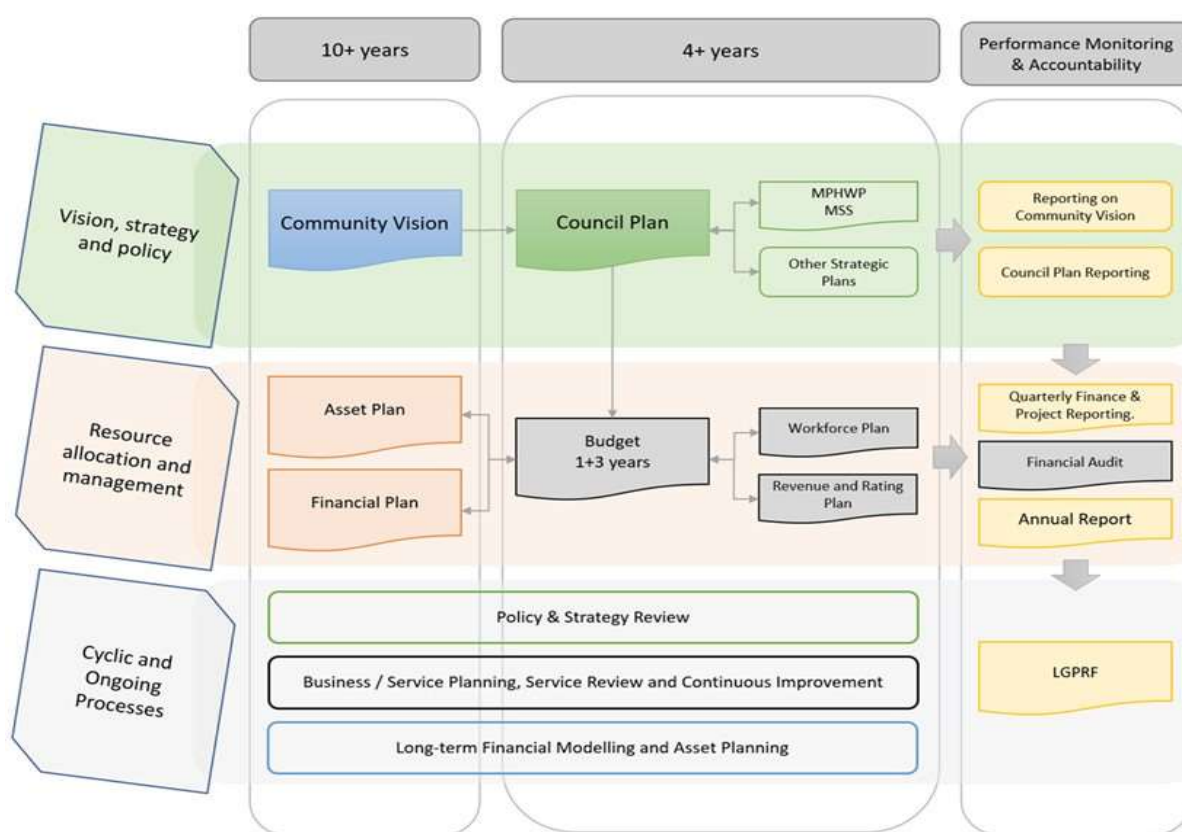 10+ years
4+ years
Performance Monitoring
& Accountability
Vision, strategy
and policy
Community Vision
Council Plan
MPHWP
MSS
Other Strategic
Plans
Reporting on
Community Vision
Council Plan Reporting
Resource
allocation and
management
Asset Plan
Financial Plan
Budget
1+3 years
Workforce Plan
Revenue and Rating
Plan
Quarterly Finance &
Project Reporting.
Financial Audit
Annual Report
Cyclic and
Ongoing
Processes
Policy & Strategy Review
Business / Service Planning, Service Review and Continuous Improvement
Long-term Financial Modelling and Asset Planning
LGPRF